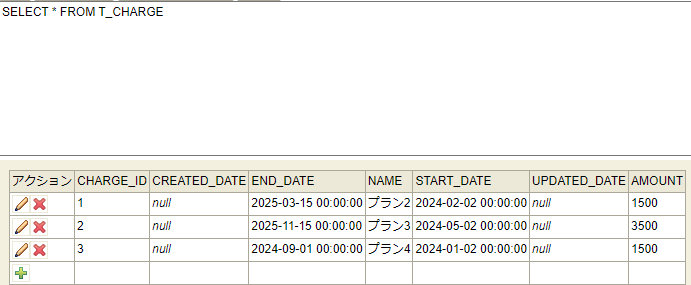 SELECT * FROM T_CHARGE
アクション CHARGE_ID CREATED_DATE END_DATE NAME START_DATE UPDATED_DATE AMOUNT
1 null 2025-03-15 00:00:00 プラン2 2024-02-02 00:00:00 null 1500
2 null 2025-11-15 00:00:00 プラン3 2024-05-02 00:00:00 null 3500
3 null 2024-09-01 00:00:00 プラン4 2024-01-02 00:00:00 null 1500